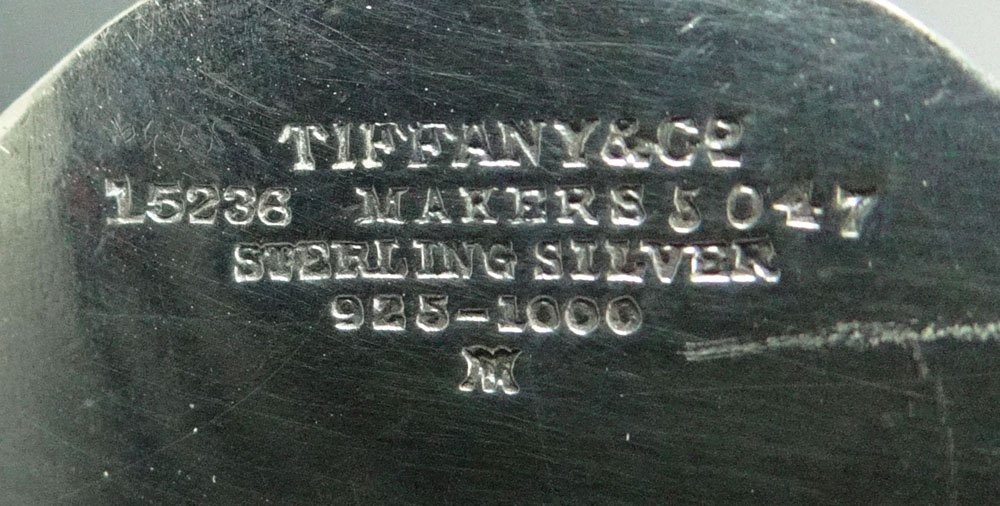 TIFFANY & Co
15236 MAKERS 5047
STERLING SILVER
925-1000
M